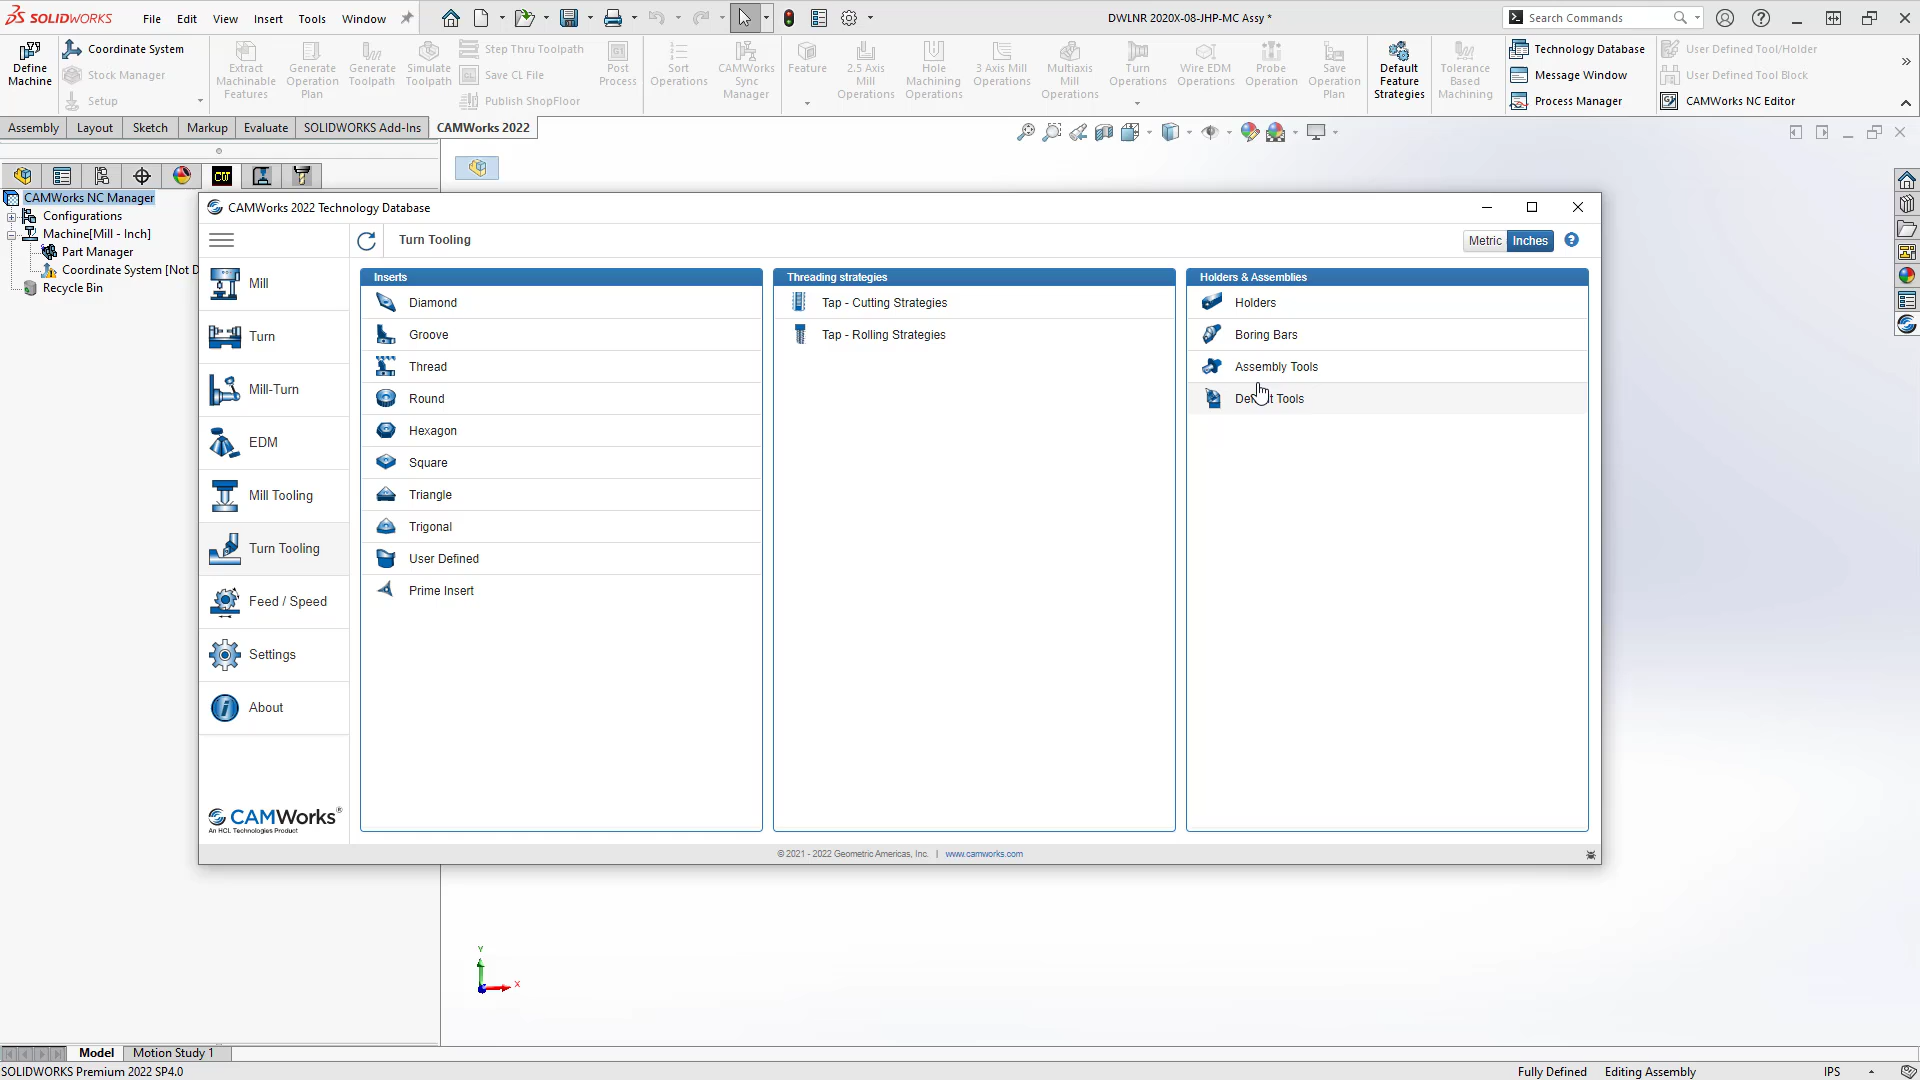 SOLIDWORKS File Edit View Insert Tools Window DWLNR 2020X-08-JHP-MC Assy * Search Commands
Define Machine
Coordinate System
Stock Manager
Setup
Extract Machinable Features
Generate Operation Plan
Generate Toolpath
Simulate Toolpath
Step Thru Toolpath
Save CL File
Publish ShopFloor
Post Process
Sort Operations
CAMWorks Sync Manager
Feature
2.5 Axis Mill Operations
Hole Machining Operations
3 Axis Mill Operations
Multiaxis Mill Operations
Turn Operations
Wire EDM Operations
Probe Operation
Save Operation Plan
Default Feature Strategies
Tolerance Based Machining
Technology Database
Message Window
Process Manager
User Defined Tool/Holder
User Defined Tool Block
CAMWorks NC Editor
Assembly Layout Sketch Markup Evaluate SOLIDWORKS Add-Ins CAMWorks 2022
CAMWorks NC Manager
Configurations
Machine[Mill - Inch]
Part Manager
Coordinate System [Not D
Recycle Bin
CAMWorks 2022 Technology Database
Turn Tooling
Metric Inches
Mill
Turn
Mill-Turn
EDM
Mill Tooling
Turn Tooling
Feed / Speed
Settings
About
CAMWorks®
An HCL Technologies Product
Inserts
Diamond
Groove
Thread
Round
Hexagon
Square
Triangle
Trigonal
User Defined
Prime Insert
Threading strategies
Tap - Cutting Strategies
Tap - Rolling Strategies
Holders & Assemblies
Holders
Boring Bars
Assembly Tools
Tools
© 2021 - 2022 Geometric Americas, Inc. | www.camworks.com
Y
X
Model Motion Study 1
SOLIDWORKS Premium 2022 SP4.0 Fully Defined Editing Assembly IPS